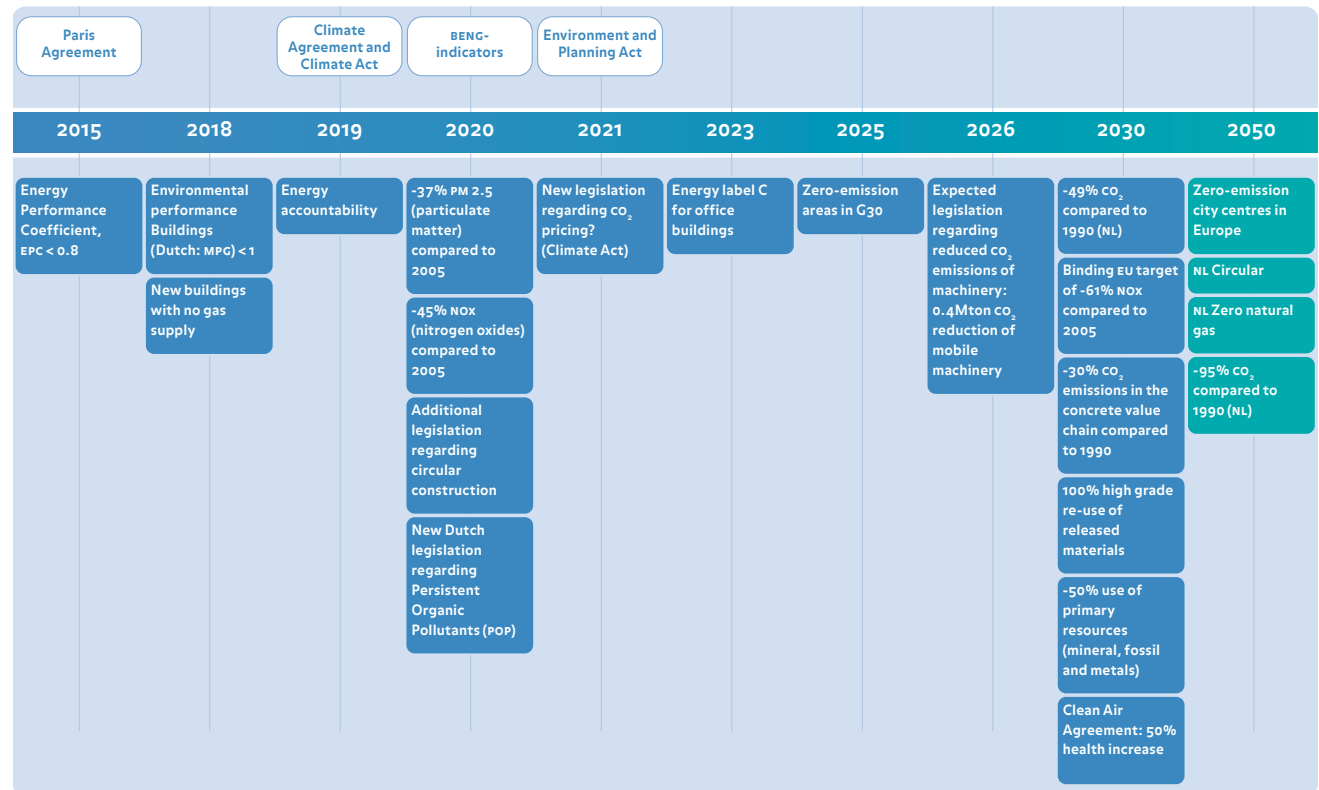 Paris
Agreement
Climate
Agreement and
Climate Act
BENG-
indicators
Environment and
Planning Act
2015
2018
2019
2020
2021
2023
2025
2026
2030
2050
Energy
Performance
Coefficient,
EPC < 0.8
Environmental
performance
Buildings
(Dutch: MPG) < 1
New buildings
with no gas
supply
Energy
accountability
-37% PM 2.5
(particulate
matter)
compared to
2005
-45% NOx
(nitrogen oxides)
compared to
2005
Additional
legislation
regarding
circular
construction
New Dutch
legislation
regarding
Persistent
Organic
Pollutants (POP)
New legislation
regarding CO₂
pricing?
(Climate Act)
Energy label C
for office
buildings
Zero-emission
areas in G30
Expected
legislation
regarding
reduced CO₂
emissions of
machinery:
0.4Mton CO₂
reduction of
mobile
machinery
-49% CO₂
compared to
1990 (NL)
Binding EU target
of -61% NOx
compared to
2005
-30% CO₂
emissions in the
concrete value
chain compared
to 1990
100% high grade
re-use of
released
materials
-50% use of
primary
resources
(mineral, fossil
and metals)
Clean Air
Agreement: 50%
health increase
Zero-emission
city centres in
Europe
NL Circular
NL Zero natural
gas
-95% CO₂
compared to
1990 (NL)